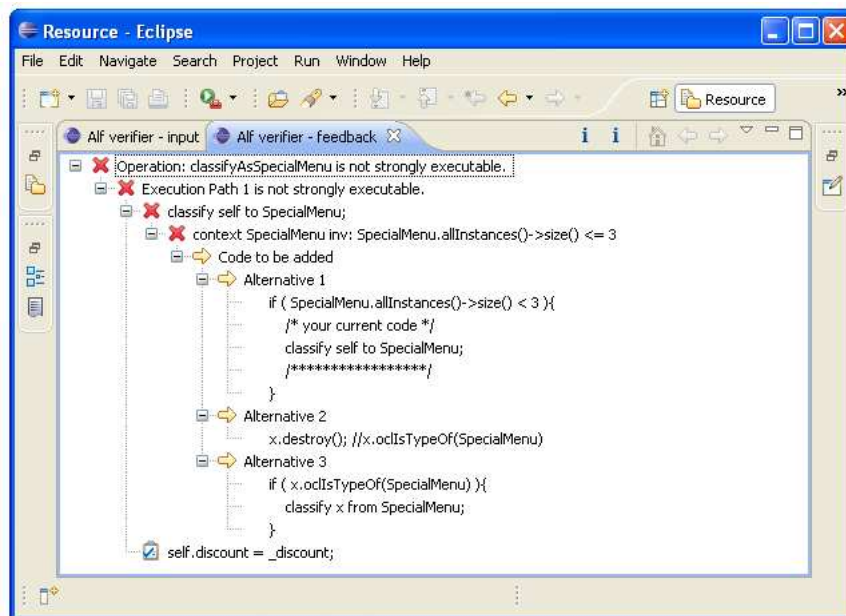 Resource - Eclipse
File Edit Navigate Search Project Run Window Help
Resource
»
Alf verifier - input Alf verifier - feedback
Operation: classifyAsSpecialMenu is not strongly executable.
Execution Path 1 is not strongly executable.
classify self to SpecialMenu;
context SpecialMenu inv: SpecialMenu.allInstances()->size() <= 3
Code to be added
Alternative 1
if ( SpecialMenu.allInstances()->size() < 3 ){
/* your current code */
classify self to SpecialMenu;
/*****************/
}
Alternative 2
x.destroy(); //x.oclIsTypeOf(SpecialMenu)
Alternative 3
if ( x.oclIsTypeOf(SpecialMenu) ){
classify x from SpecialMenu;
}
self.discount = _discount;